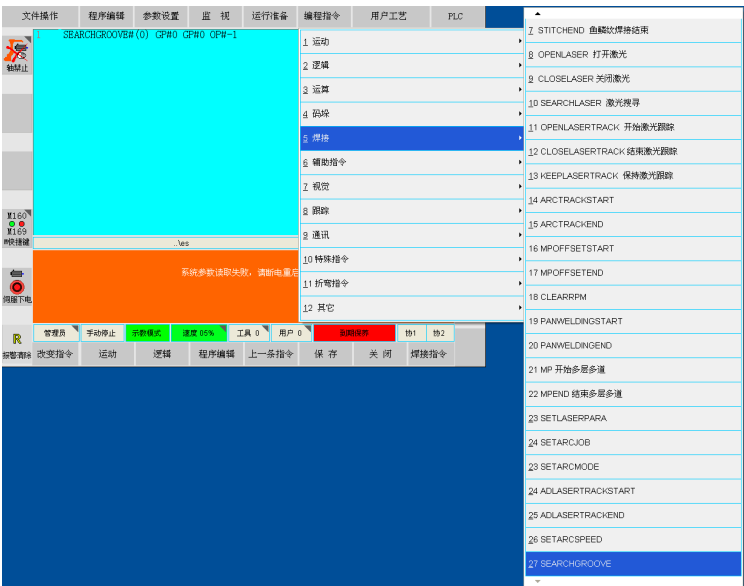 文件操作 程序编辑 参数设置 监 视 运行准备 编程指令 用户工艺 PLC
1 SEARCHGROOVE#(0) GP#0 GP#0 OP#-1
轴禁止
M160
M169
M快捷键
伺服下电
R
报警清除
..\es
系统参数读取失败, 请断电重启
管理员 手动停止 示教模式 速度 05% 工具 0 用户 0 到期保养 协1 协2
改变指令 运动 逻辑 程序编辑 上一条指令 保 存 关 闭 焊接指令
1 运动
2 逻辑
3 运算
4 码垛
5 焊接
6 辅助指令
7 视觉
8 跟踪
9 通讯
10 特殊指令
11 折弯指令
12 其它
7 STITCHEND 鱼鳞纹焊接结束
8 OPENLASER 打开激光
9 CLOSELASER 关闭激光
10 SEARCHLASER 激光搜寻
11 OPENLASERTRACK 开始激光跟踪
12 CLOSELASERTRACK 结束激光跟踪
13 KEEPLASERTRACK 保持激光跟踪
14 ARCTRACKSTART
15 ARCTRACKEND
16 MPOFFSETSTART
17 MPOFFSETEND
18 CLEARRPM
19 PANWELDINGSTART
20 PANWELDINGEND
21 MP 开始多层多道
22 MPEND 结束多层多道
23 SETLASERPARA
24 SETARCJOB
23 SETARCMODE
24 ADLASERTRACKSTART
25 ADLASERTRACKEND
26 SETARCSPEED
27 SEARCHGROOVE